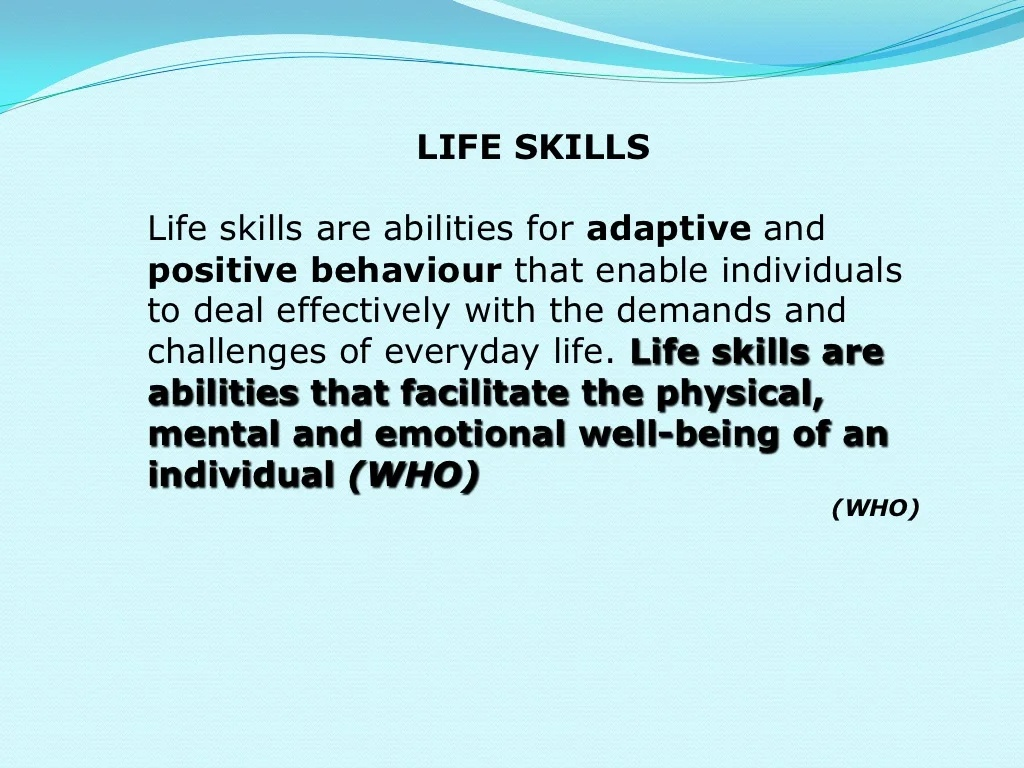 LIFE SKILLS
Life skills are abilities for adaptive and
positive behaviour that enable individuals
to deal effectively with the demands and
challenges of everyday life. Life skills are
abilities that facilitate the physical,
mental and emotional well-being of an
individual (WHO)
(WHO)